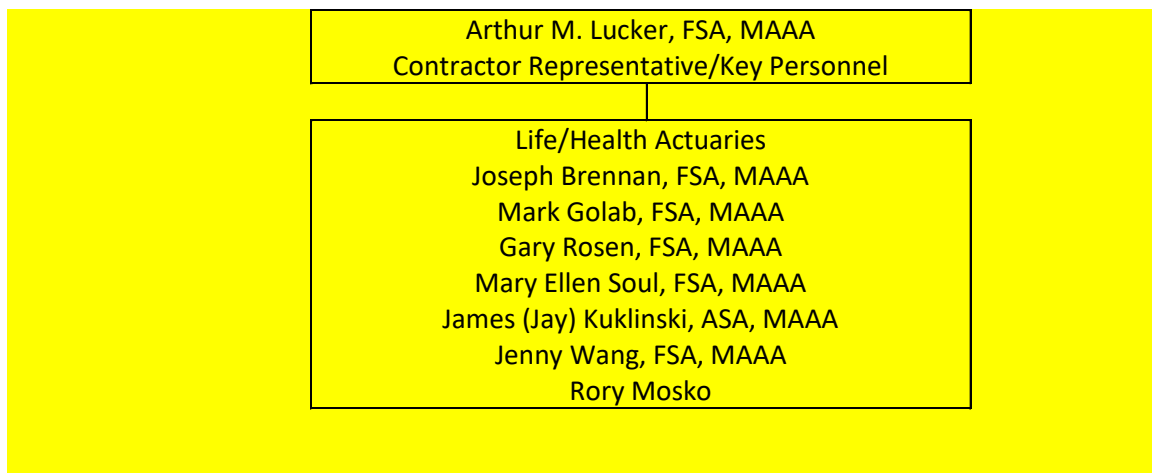 Arthur M. Lucker, FSA, MAAA
Contractor Representative/Key Personnel
Life/Health Actuaries
Joseph Brennan, FSA, MAAA
Mark Golab, FSA, MAAA
Gary Rosen, FSA, MAAA
Mary Ellen Soul, FSA, MAAA
James (Jay) Kuklinski, ASA, MAAA
Jenny Wang, FSA, MAAA
Rory Mosko